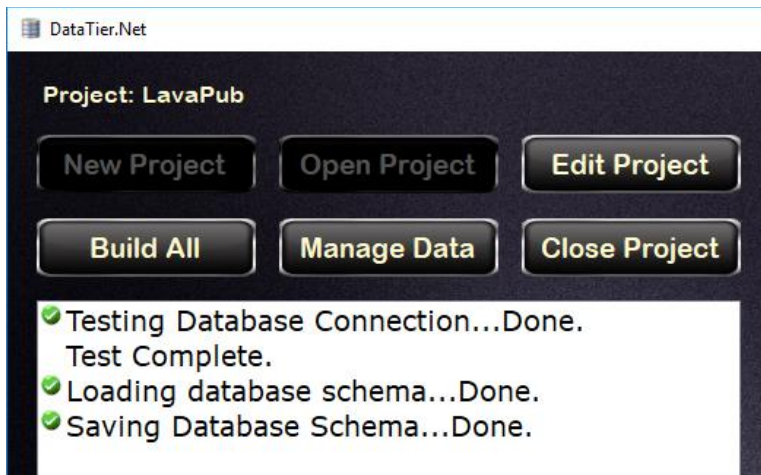 DataTier.Net
Project: LavaPub
New Project Open Project Edit Project
Build All Manage Data Close Project
Testing Database Connection...Done.
Test Complete.
Loading database schema...Done.
Saving Database Schema...Done.